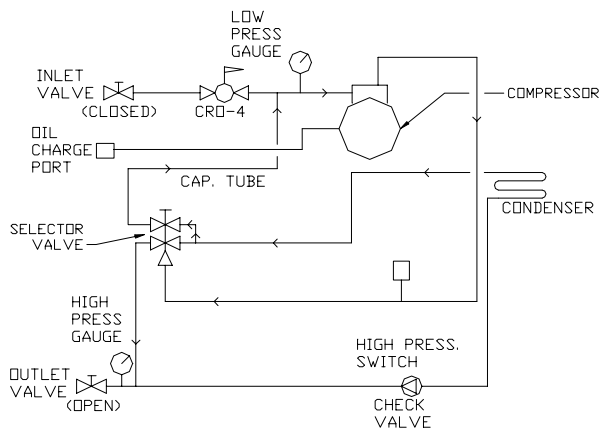 LOW
PRESS
GAUGE
INLET
VALVE
(CLOSED)
CRO-4
COMPRESSOR
OIL
CHARGE
PORT
CAP. TUBE
CONDENSER
SELECTOR
VALVE
HIGH
PRESS
GAUGE
HIGH PRESS.
SWITCH
OUTLET
VALVE
(OPEN)
CHECK
VALVE